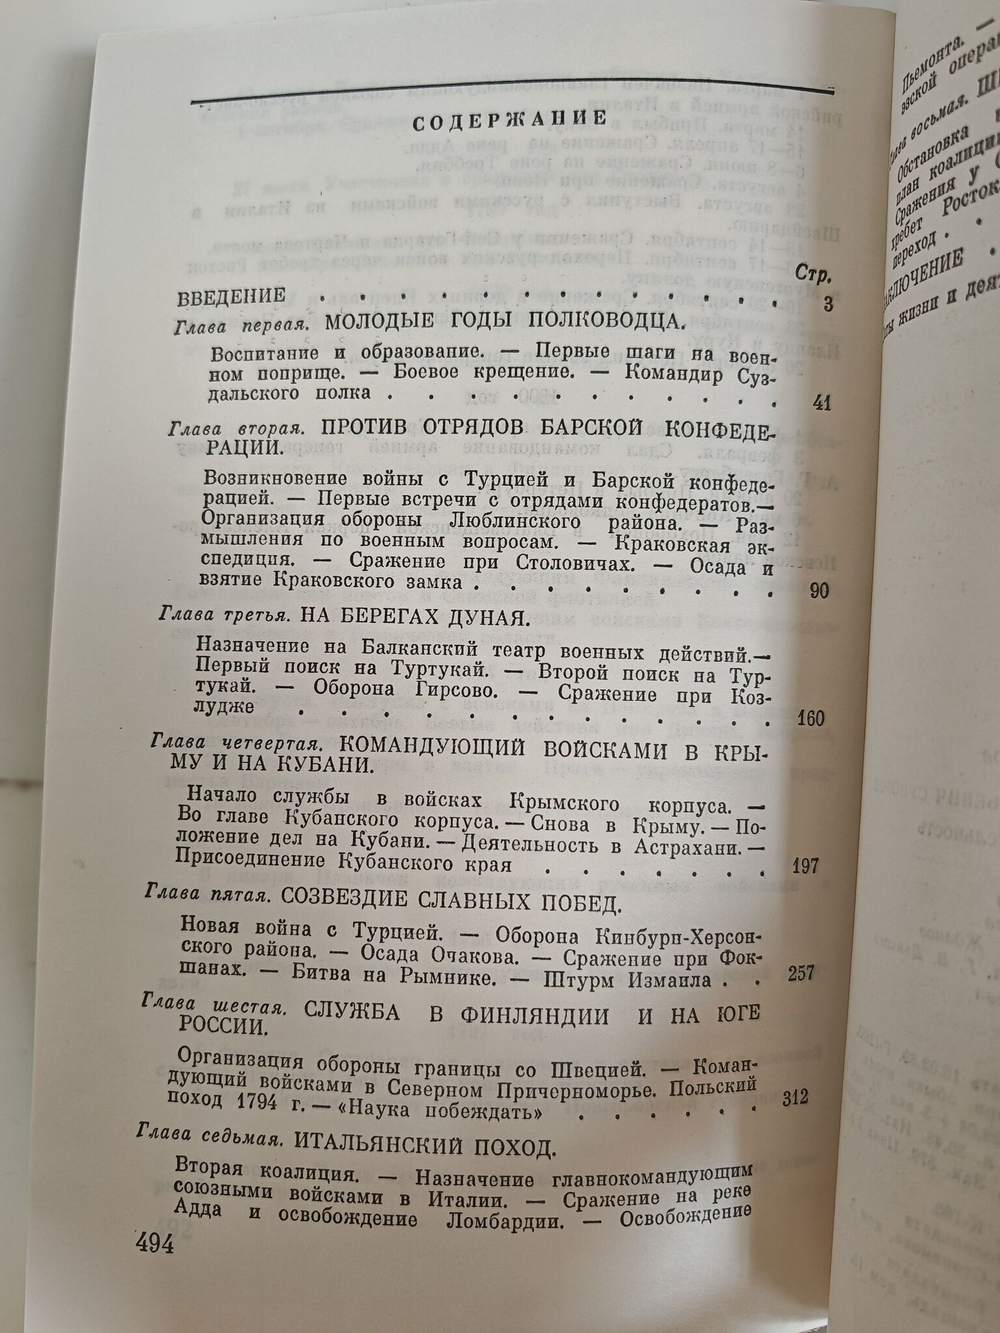 СОДЕРЖАНИЕ
Стр.
ВВЕДЕНИЕ . . . . . . . . . . . . . . . . . 3
Глава первая. МОЛОДЫЕ ГОДЫ ПОЛКОВОДЦА.
Воспитание и образование. — Первые шаги на воен-
ном поприще. — Боевое крещение. — Командир Суз-
дальского полка . . . . . . . . . . 41
Глава вторая. ПРОТИВ ОТРЯДОВ БАРСКОЙ КОНФЕДЕ-
РАЦИИ.
Возникновение войны с Турцией и Барской конфеде-
рацией. — Первые встречи с отрядами конфедератов.—
Организация обороны Люблинского района. — Раз-
мышления по военным вопросам. — Краковская эк-
спедиция. — Сражение при Столовичах. — Осада и
взятие Краковского замка . . . . . . . . . 90
Глава третья. НА БЕРЕГАХ ДУНАЯ.
Назначение на Балканский театр военных действий.—
Первый поиск на Туртукай. — Второй поиск на Тур-
тукай. — Оборона Гирсово. — Сражение при Коз-
лудже . . . . . . . . . . . . . . 160
Глава четвертая. КОМАНДУЮЩИЙ ВОЙСКАМИ В КРЫ-
МУ И НА КУБАНИ.
Начало службы в войсках Крымского корпуса. —
Во главе Кубанского корпуса. — Снова в Крыму. — По-
ложение дел на Кубани. — Деятельность в Астрахани. —
Присоединение Кубанского края . . . . . . 197
Глава пятая. СОЗВЕЗДИЕ СЛАВНЫХ ПОБЕД.
Новая война с Турцией. — Оборона Кинбурн-Херсон-
ского района. — Осада Очакова. — Сражение при Фок-
шанах. — Битва на Рымнике. — Штурм Измаила . . 257
Глава шестая. СЛУЖБА В ФИНЛЯНДИИ И НА ЮГЕ
РОССИИ.
Организация обороны границы со Швецией. — Коман-
дующий войсками в Северном Причерноморье. Польский
поход 1794 г. — «Наука побеждать» . . . . . . 312
Глава седьмая. ИТАЛЬЯНСКИЙ ПОХОД.
Вторая коалиция. — Назначение главнокомандующим
союзными войсками в Италии. — Сражение на реке
Адда и освобождение Ломбардии. — Освобождение
494
Пьемонта. —
восьмая.
Обстановка
план коалиции
Сражения у
Росток
переход . .
жизни и